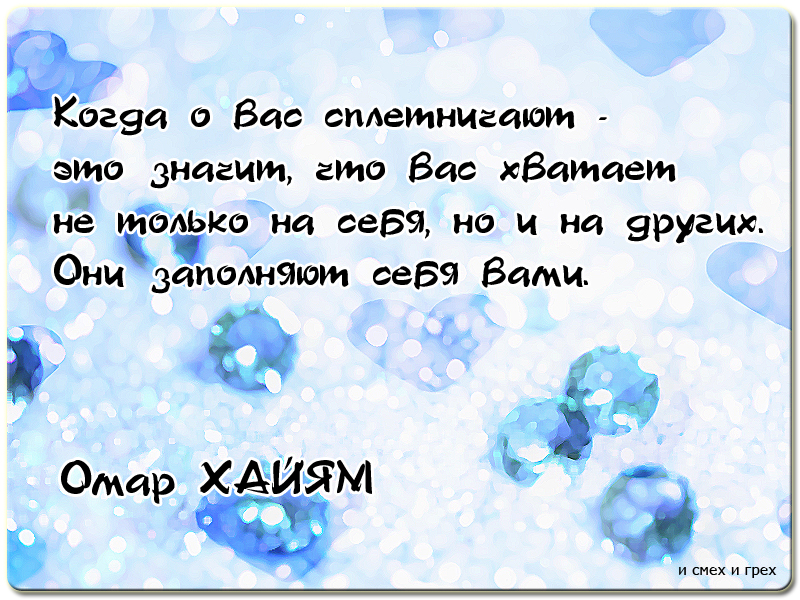 Когда о Вас сплетничают -
это значит, что Вас хватает
не только на себя, но и на других.
Они заполняют себя Вами.
Омар ХАЙЯМ
и смех и грех